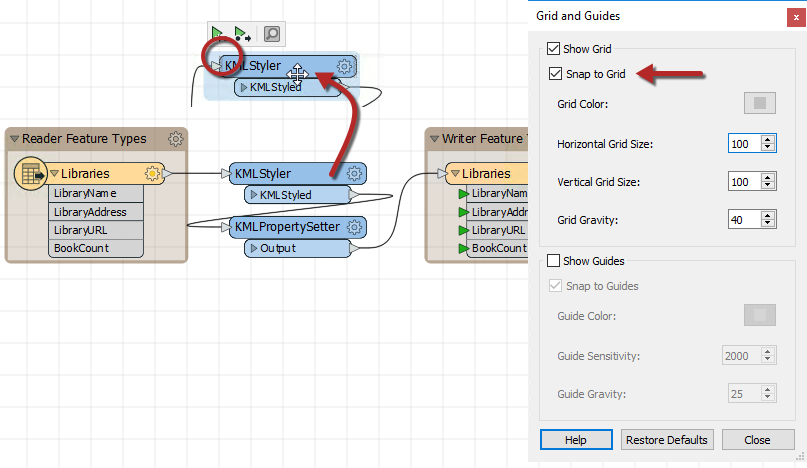 KMLStyler
KMLStyled
Reader Feature Types
Libraries
LibraryName
LibraryAddress
LibraryURL
BookCount
KMLStyler
KMLStyled
KMLPropertySetter
Output
Writer Feature T
Libraries
LibraryNam
LibraryAddr
LibraryURL
BookCount
Grid and Guides
Show Grid
Snap to Grid
Grid Color:
Horizontal Grid Size: 100
Vertical Grid Size: 100
Grid Gravity: 40
Show Guides
Snap to Guides
Guide Color:
Guide Sensitivity: 2000
Guide Gravity: 25
Help Restore Defaults Close